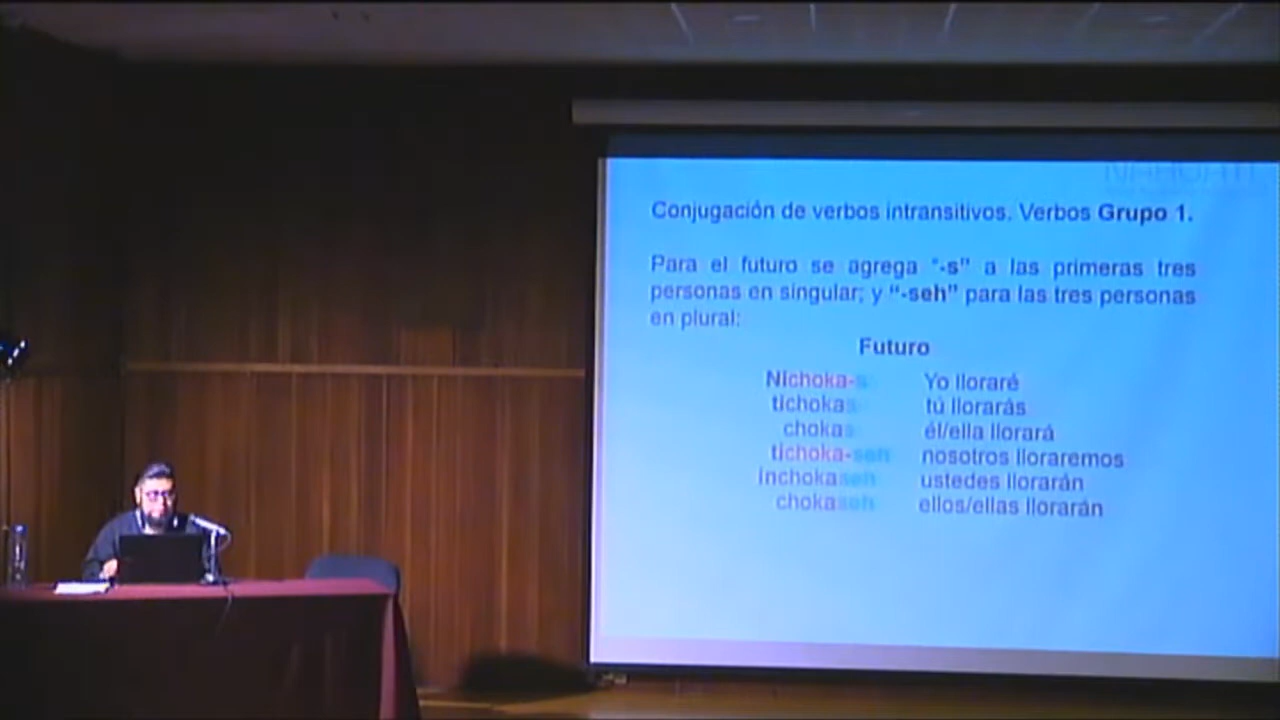 NAHUATL
Conjugación de verbos intransitivos. Verbos Grupo 1.
Para el futuro se agrega "-s" a las primeras tres
personas en singular; y "-seh" para las tres personas
en plural:
Futuro
Nichoka-s Yo lloraré
tichokas tú llorarás
chokas él/ella llorará
tichoka-seh nosotros lloraremos
Inchokaseh ustedes llorarán
chokaseh ellos/ellas llorarán